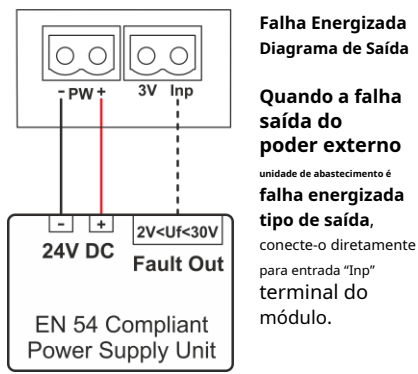 - PW +
3V Inp
- +
24V DC
2V<Uf<30V
Fault Out
EN 54 Compliant
Power Supply Unit
Falha Energizada
Diagrama de Saída
Quando a falha
saída do
poder externo
unidade de abastecimento é
falha energizada
tipo de saída,
conecte-o diretamente
para entrada “Inp”
terminal do
módulo.